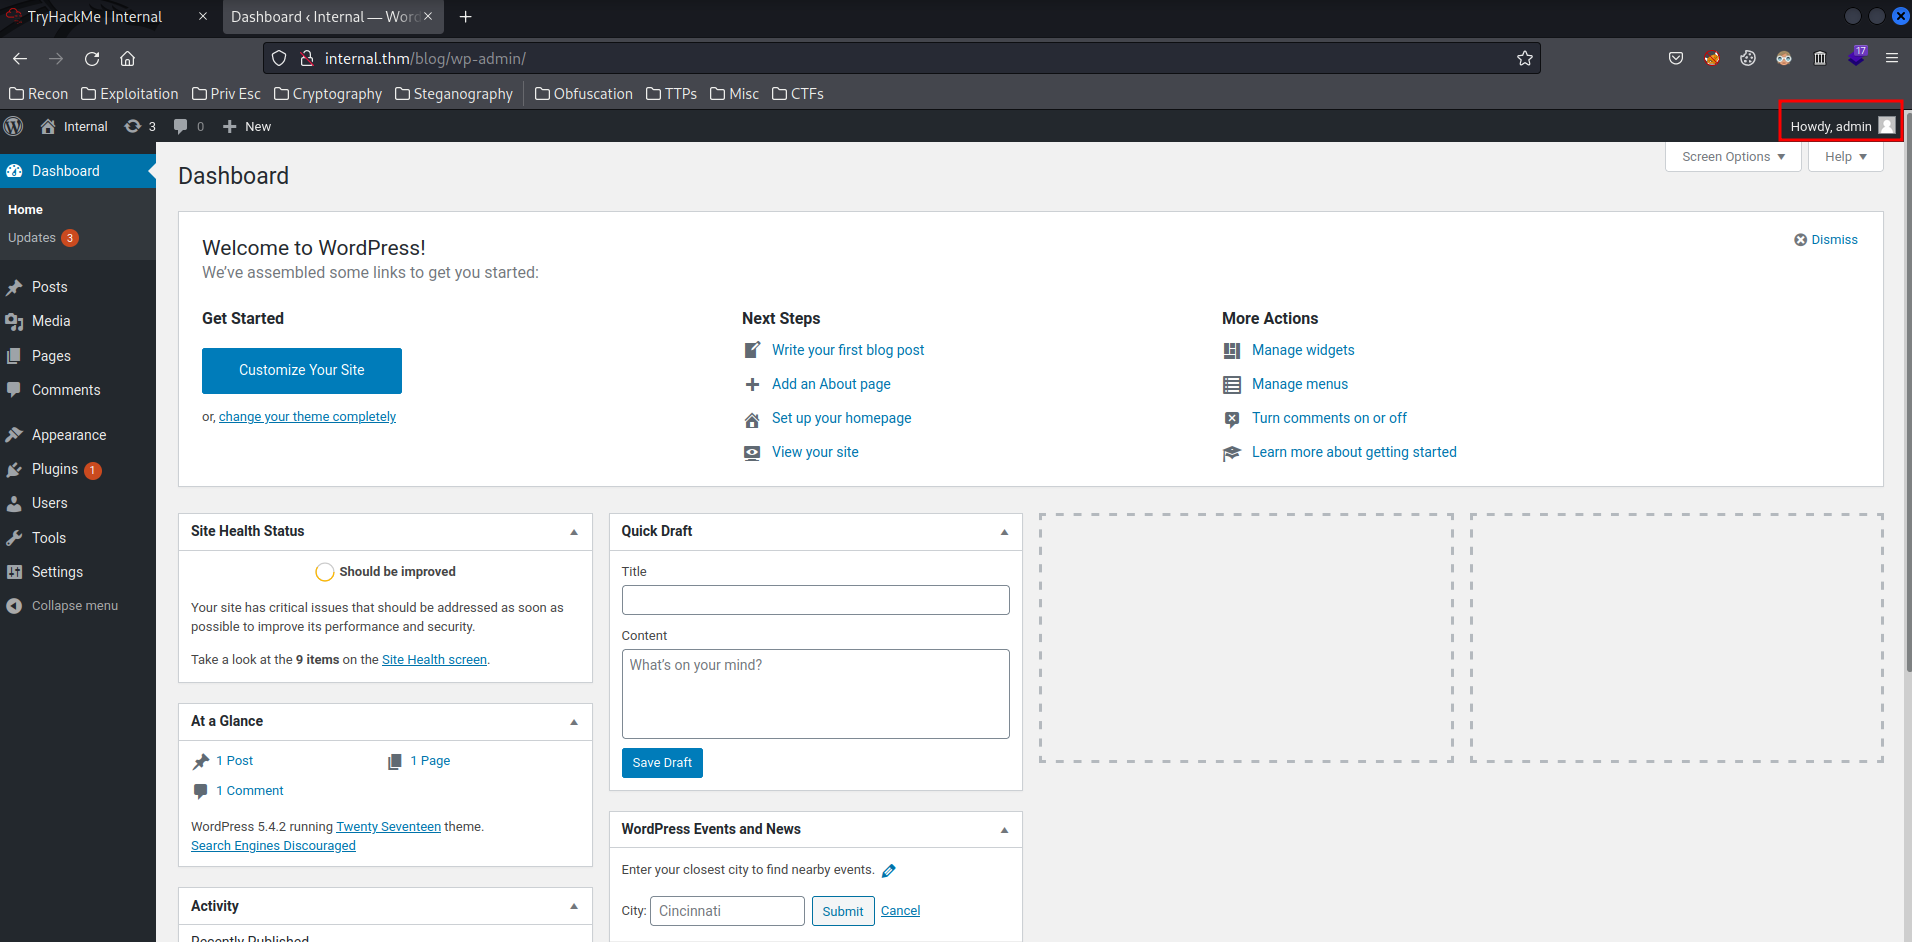 TryHackMe | Internal
Dashboard ‹ Internal — Wor
internal.thm/blog/wp-admin/
17
Recon Exploitation Priv Esc Cryptography Steganography Obfuscation TTPs Misc CTFs
Internal 3 0 New
Howdy, admin
Screen Options Help
Dashboard
Home
Updates 3
Posts
Media
Pages
Comments
Appearance
Plugins 1
Users
Tools
Settings
Collapse menu
Dashboard
Welcome to WordPress!
We've assembled some links to get you started:
Dismiss
Get Started
Customize Your Site
or, change your theme completely
Next Steps
Write your first blog post
Add an About page
Set up your homepage
View your site
More Actions
Manage widgets
Manage menus
Turn comments on or off
Learn more about getting started
Site Health Status
Should be improved
Your site has critical issues that should be addressed as soon as
possible to improve its performance and security.
Take a look at the 9 items on the Site Health screen.
At a Glance
1 Post 1 Page
1 Comment
WordPress 5.4.2 running Twenty Seventeen theme.
Search Engines Discouraged
Activity
Recently Published
Quick Draft
Title
Content
What's on your mind?
Save Draft
WordPress Events and News
Enter your closest city to find nearby events.
City: Cincinnati Submit Cancel